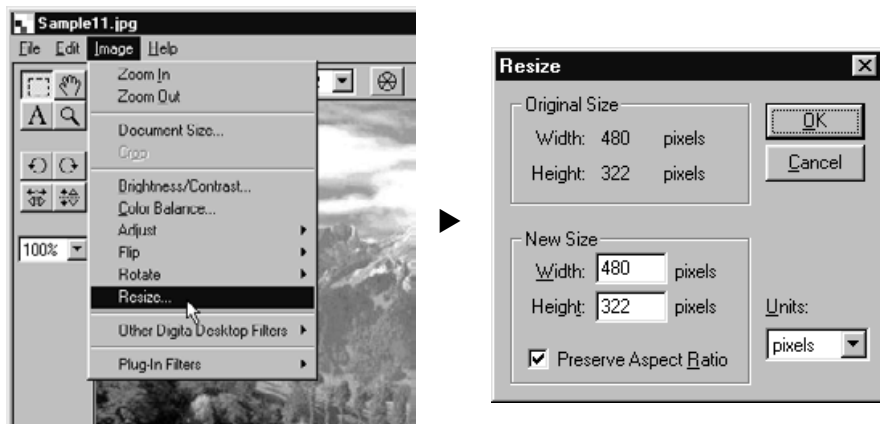 Sample11.jpg
File Edit Image Help
Zoom In
Zoom Out
Document Size...
Crop
Brightness/Contrast...
Color Balance...
Adjust
Flip
Rotate
Resize...
Other Digita Desktop Filters
Plug-In Filters
A
100%
Resize
Original Size
Width: 480 pixels
Height: 322 pixels
OK
Cancel
New Size
Width: 480 pixels
Height: 322 pixels
Preserve Aspect Ratio
Units:
pixels